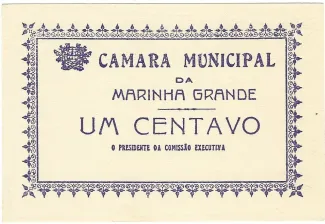 CAMARA MUNICIPAL
DA
MARINHA GRANDE
UM CENTAVO
O PRESIDENTE DA COMISSÃO EXECUTIVA